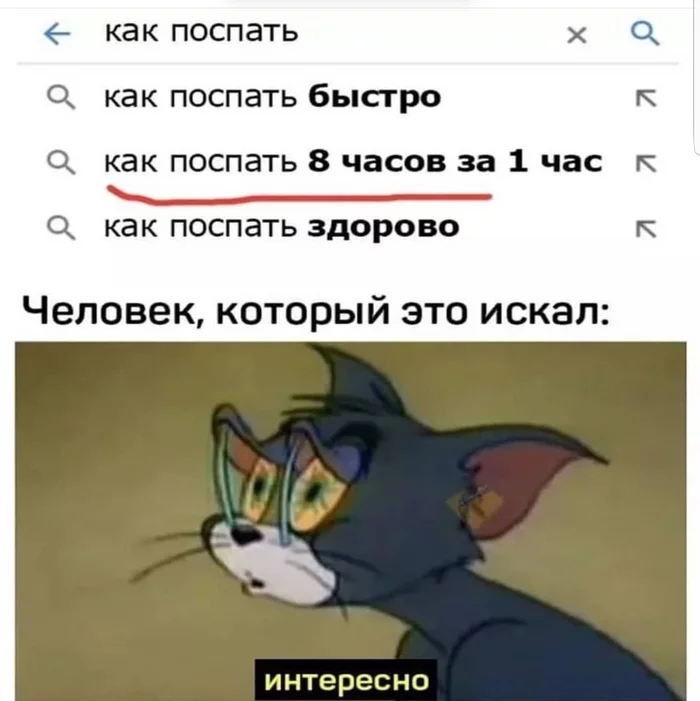 как поспать
как поспать быстро
как поспать 8 часов за 1 час
как поспать здорово
Человек, который это искал:
интересно